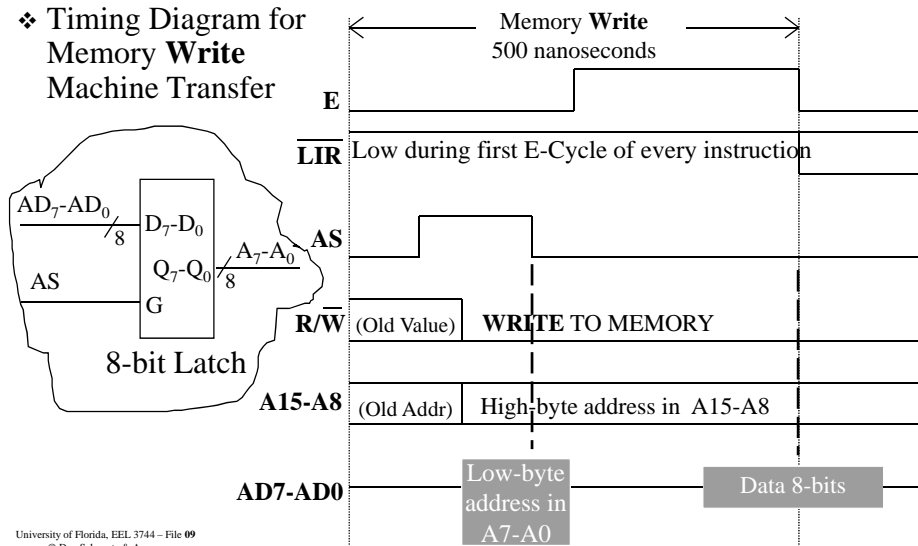 ❖ Timing Diagram for
Memory Write
Machine Transfer
Memory Write
500 nanoseconds
E
LIR
Low during first E-Cycle of every instruction
AD7-AD0
8
D7-D0
Q7-Q0
A7-A0
8
AS
G
8-bit Latch
AS
R/W
(Old Value)
WRITE TO MEMORY
A15-A8
(Old Addr)
High-byte address in A15-A8
AD7-AD0
Low-byte
address in
A7-A0
Data 8-bits
University of Florida, EEL 3744 – File 09